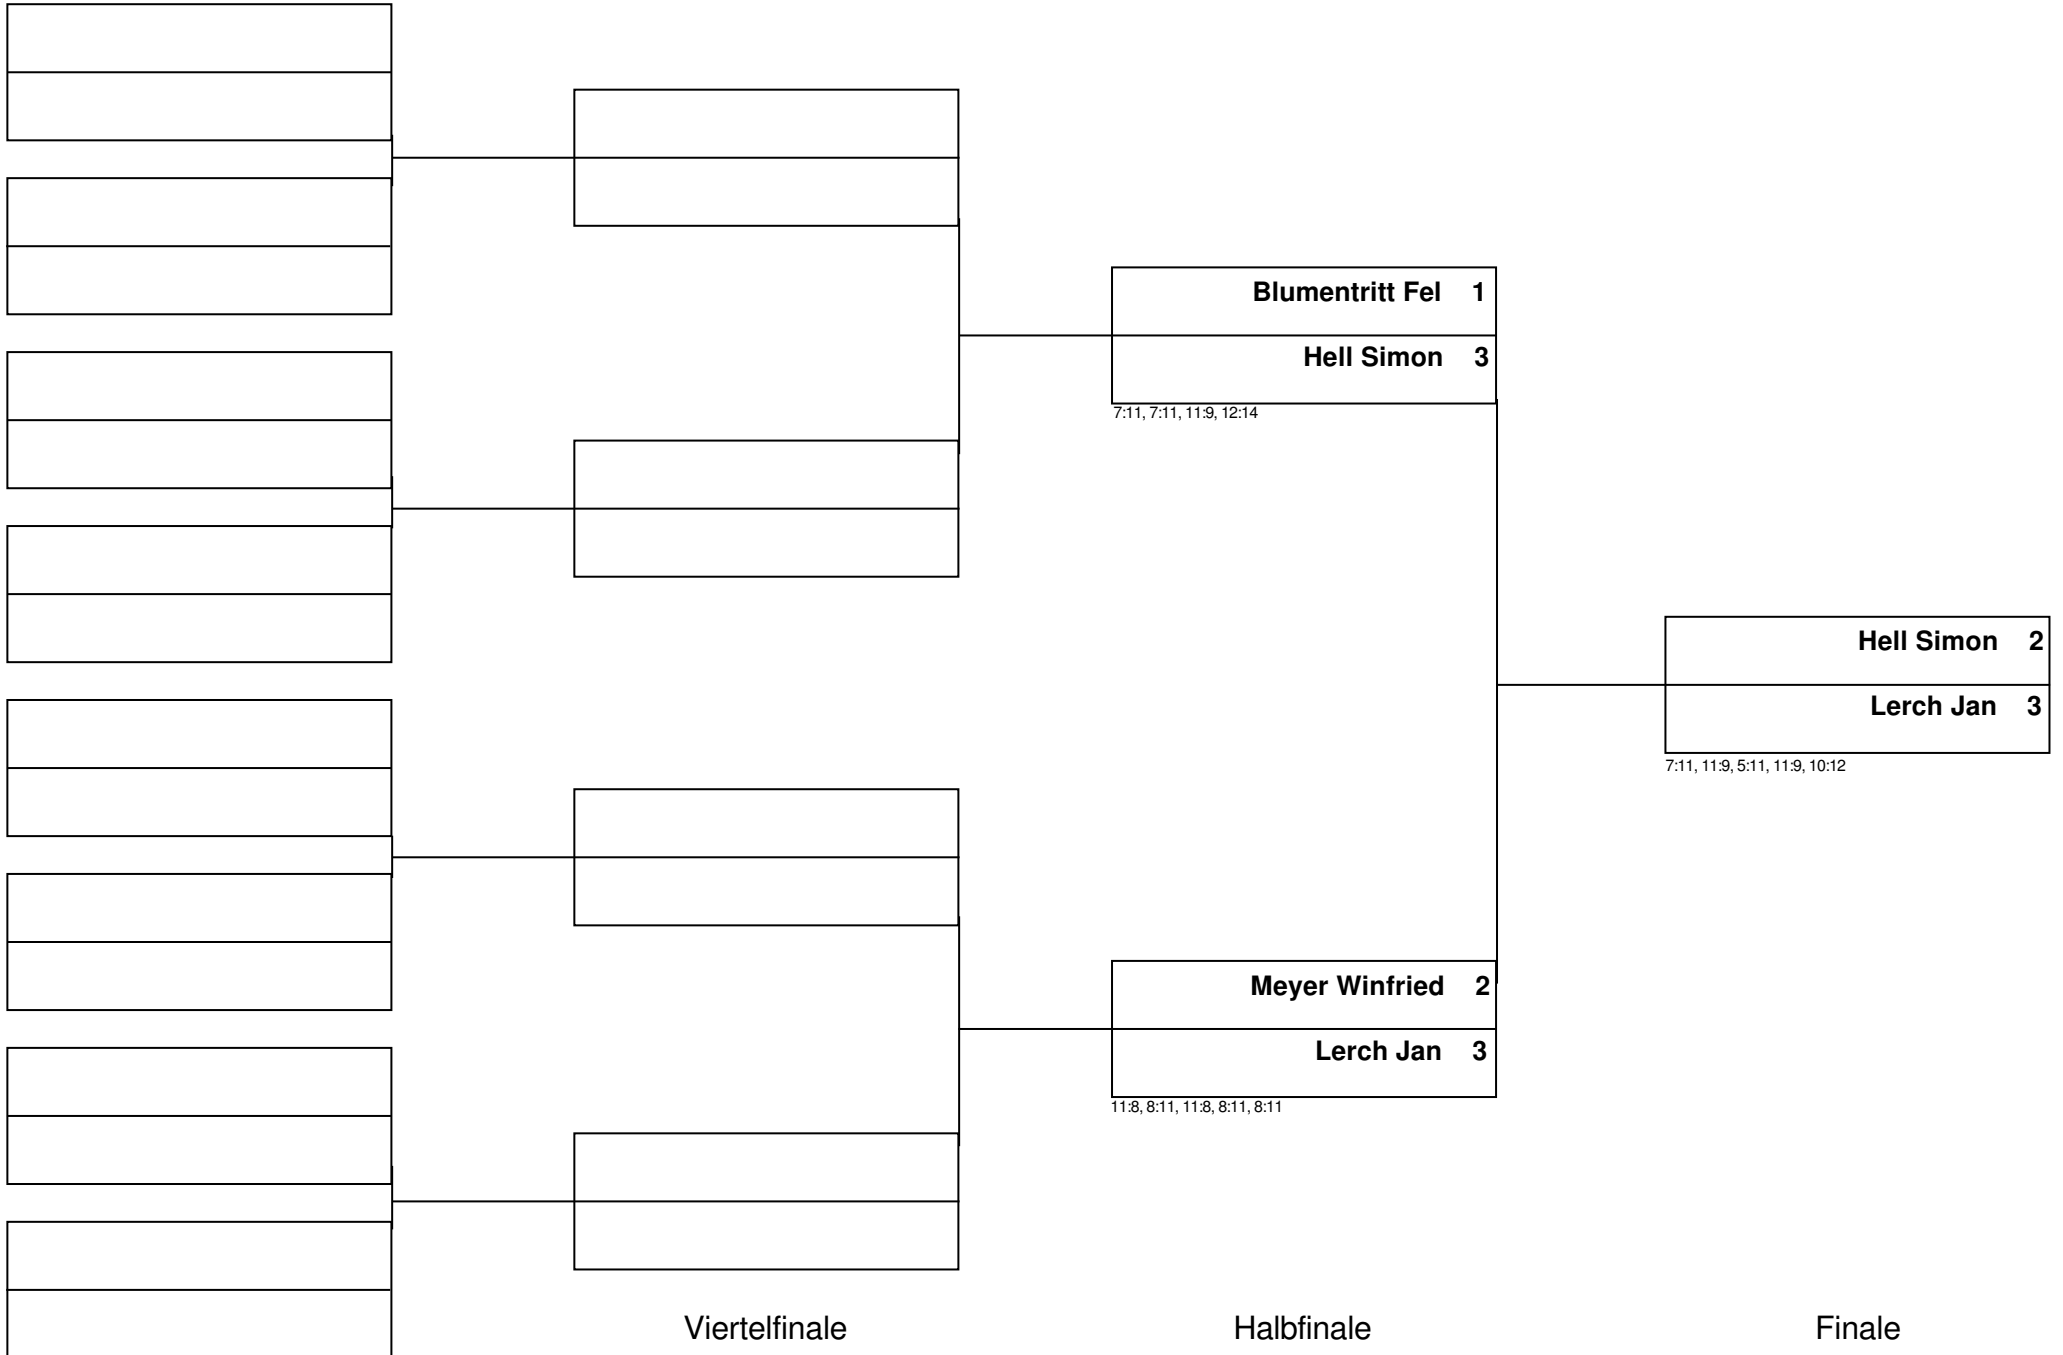 Blumentritt Fel 1
Hell Simon 3
7:11, 7:11, 11:9, 12:14
Hell Simon 2
Lerch Jan 3
7:11, 11:9, 5:11, 11:9, 10:12
Meyer Winfried 2
Lerch Jan 3
11:8, 8:11, 11:8, 8:11, 8:11
Viertelfinale Halbfinale Finale